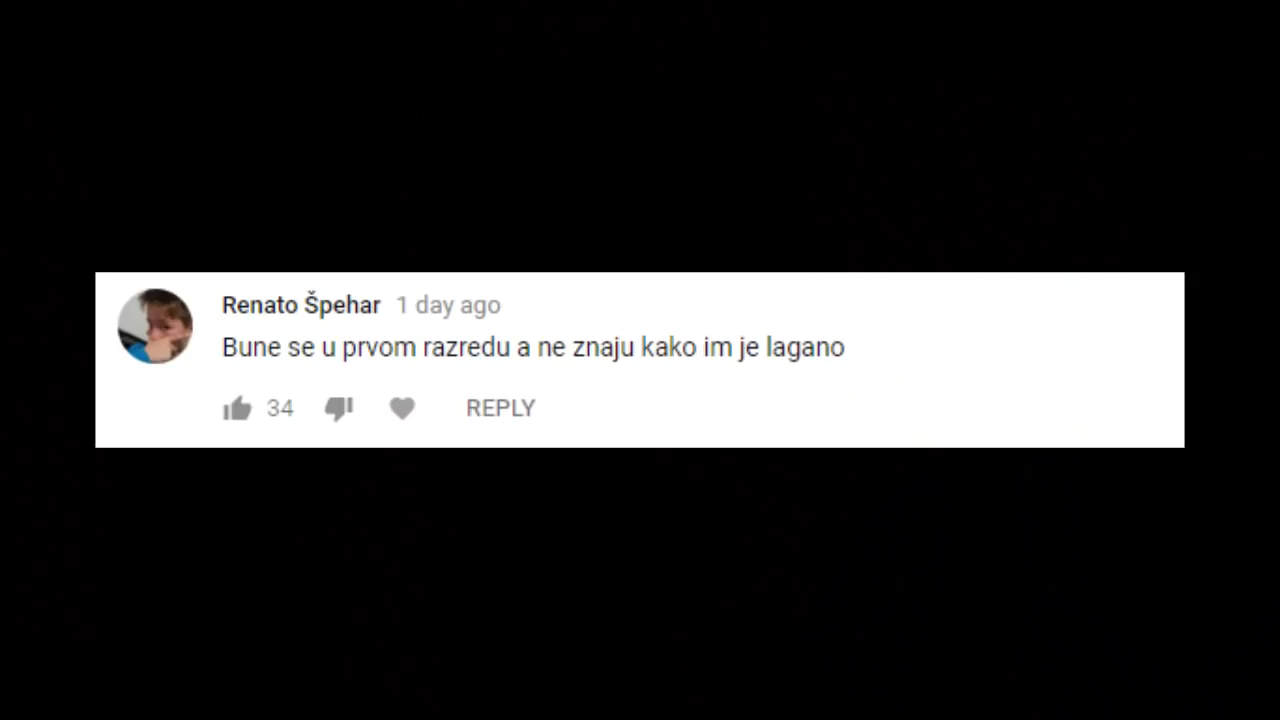 Renato Špehar 1 day ago
Bune se u prvom razredu a ne znaju kako im je lagano
34 REPLY